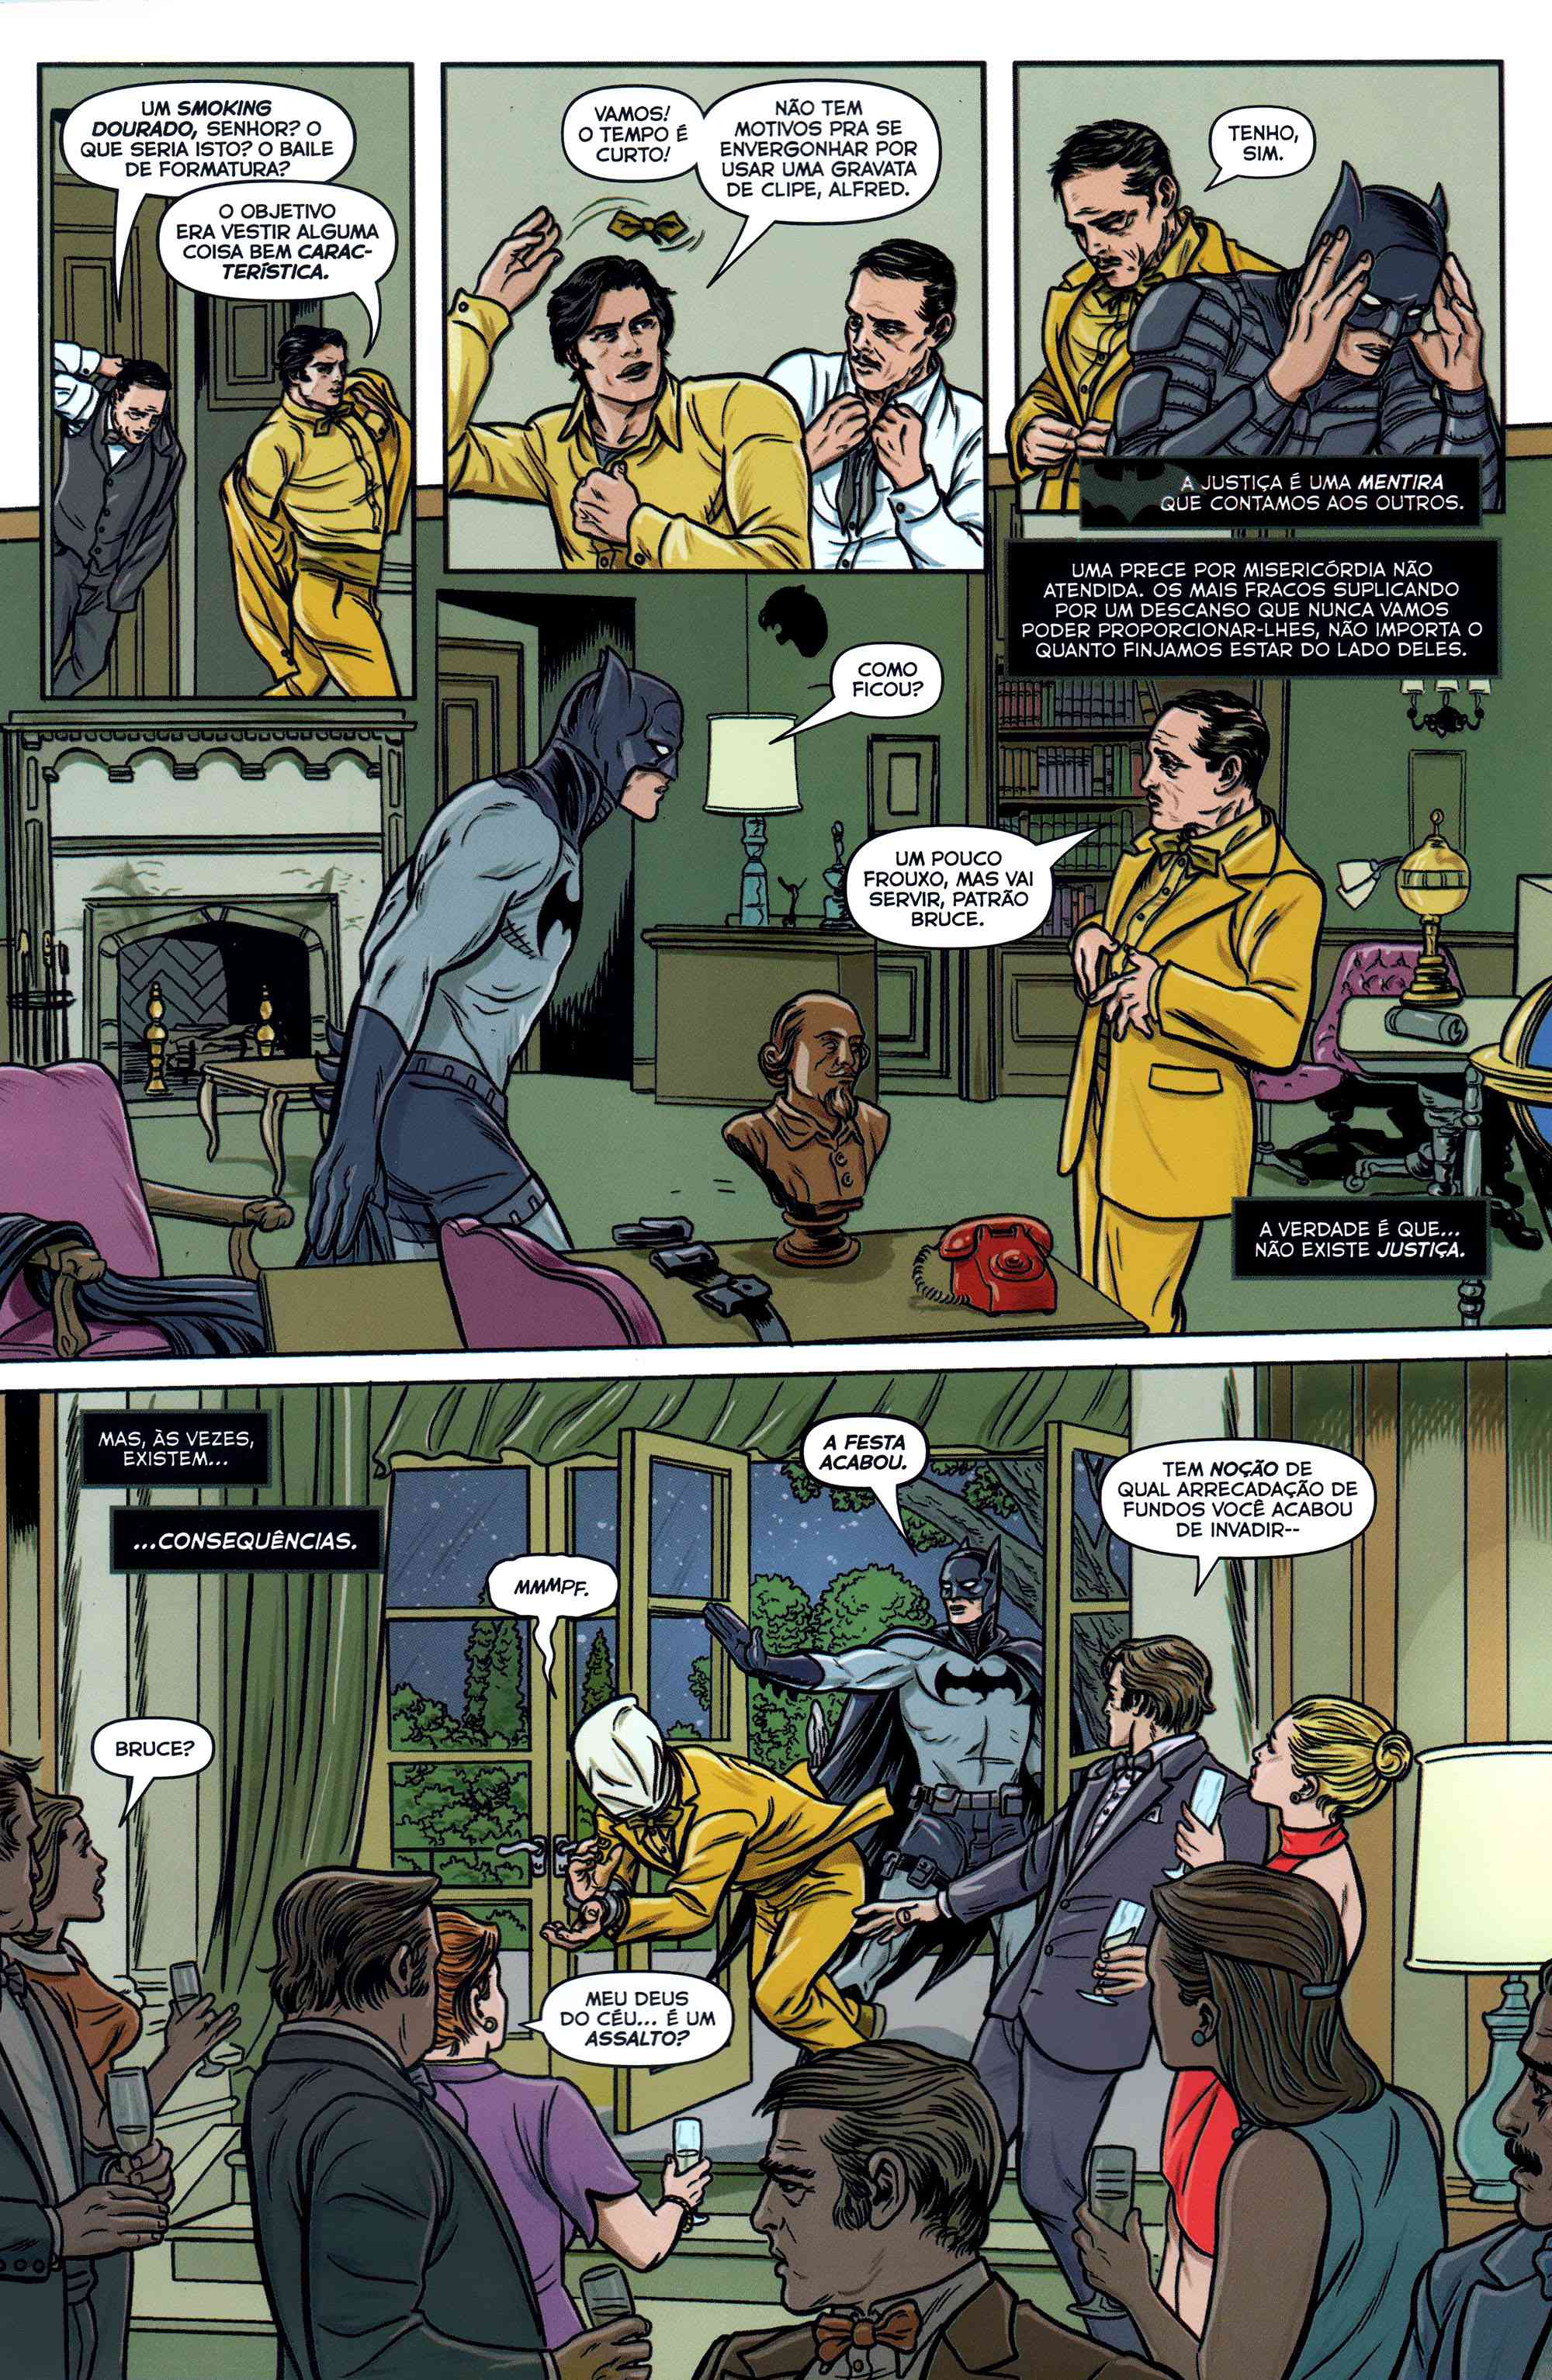 UM SMOKING
DOURADO, SENHOR? O
QUE SERIA ISTO? O BAILE
DE FORMATURA?
O OBJETIVO
ERA VESTIR ALGUMA
COISA BEM CARAC-
TERÍSTICA.
VAMOS!
O TEMPO É
CURTO!
NÃO TEM
MOTIVOS PRA SE
ENVERGONHAR POR
USAR UMA GRAVATA
DE CLIPE, ALFRED.
TENHO,
SIM.
A JUSTIÇA É UMA MENTIRA
QUE CONTAMOS AOS OUTROS.
UMA PRECE POR MISERICÓRDIA NÃO
ATENDIDA. OS MAIS FRACOS SUPLICANDO
POR UM DESCANSO QUE NUNCA VAMOS
PODER PROPORCIONAR-LHES, NÃO IMPORTA O
QUANTO FINJAMOS ESTAR DO LADO DELES.
COMO
FICOU?
UM POUCO
FROUXO, MAS VAI
SERVIR, PATRÃO
BRUCE.
A VERDADE É QUE...
NÃO EXISTE JUSTIÇA.
MAS, ÀS VEZES,
EXISTEM...
...CONSEQUÊNCIAS.
MMMPF.
A FESTA
ACABOU.
TEM NOÇÃO DE
QUAL ARRECADAÇÃO DE
FUNDOS VOCÊ ACABOU
DE INVADIR--
BRUCE?
MEU DEUS
DO CÉU... É UM
ASSALTO?